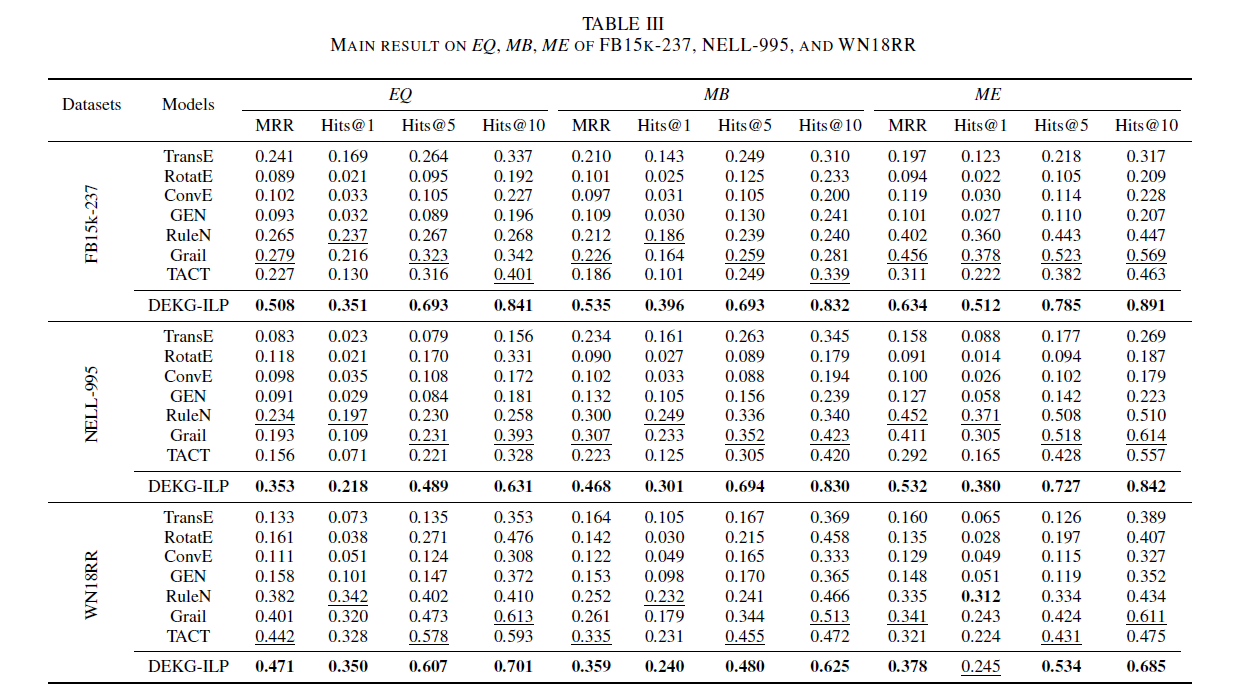 TABLE III
MAIN RESULT ON EQ, MB, ME OF FB15K-237, NELL-995, AND WN18RR
Datasets Models EQ MB ME
MRR Hits@1 Hits@5 Hits@10 MRR Hits@1 Hits@5 Hits@10 MRR Hits@1 Hits@5 Hits@10
FB15k-237
TransE 0.241 0.169 0.264 0.337 0.210 0.143 0.249 0.310 0.197 0.123 0.218 0.317
RotatE 0.089 0.021 0.095 0.192 0.101 0.025 0.125 0.233 0.094 0.022 0.105 0.209
ConvE 0.102 0.033 0.105 0.227 0.097 0.031 0.105 0.200 0.119 0.030 0.114 0.228
GEN 0.093 0.032 0.089 0.196 0.109 0.030 0.130 0.241 0.101 0.027 0.110 0.207
RuleN 0.265 0.237 0.267 0.268 0.212 0.186 0.239 0.240 0.402 0.360 0.443 0.447
Grail 0.279 0.216 0.323 0.342 0.226 0.164 0.259 0.281 0.456 0.378 0.523 0.569
TACT 0.227 0.130 0.316 0.401 0.186 0.101 0.249 0.339 0.311 0.222 0.382 0.463
DEKG-ILP 0.508 0.351 0.693 0.841 0.535 0.396 0.693 0.832 0.634 0.512 0.785 0.891
NELL-995
TransE 0.083 0.023 0.079 0.156 0.234 0.161 0.263 0.345 0.158 0.088 0.177 0.269
RotatE 0.118 0.021 0.170 0.331 0.090 0.027 0.089 0.179 0.091 0.014 0.094 0.187
ConvE 0.098 0.035 0.108 0.172 0.102 0.033 0.088 0.194 0.100 0.026 0.102 0.179
GEN 0.091 0.029 0.084 0.181 0.132 0.105 0.156 0.239 0.127 0.058 0.142 0.223
RuleN 0.234 0.197 0.230 0.258 0.300 0.249 0.336 0.340 0.452 0.371 0.508 0.510
Grail 0.193 0.109 0.231 0.393 0.307 0.233 0.352 0.423 0.411 0.305 0.518 0.614
TACT 0.156 0.071 0.221 0.328 0.223 0.125 0.305 0.420 0.292 0.165 0.428 0.557
DEKG-ILP 0.353 0.218 0.489 0.631 0.468 0.301 0.694 0.830 0.532 0.380 0.727 0.842
WN18RR
TransE 0.133 0.073 0.135 0.353 0.164 0.105 0.167 0.369 0.160 0.065 0.126 0.389
RotatE 0.161 0.038 0.271 0.476 0.142 0.030 0.215 0.458 0.135 0.028 0.197 0.407
ConvE 0.111 0.051 0.124 0.308 0.122 0.049 0.165 0.333 0.129 0.049 0.115 0.327
GEN 0.158 0.101 0.147 0.372 0.153 0.098 0.170 0.365 0.148 0.051 0.119 0.352
RuleN 0.382 0.342 0.402 0.410 0.252 0.232 0.241 0.466 0.335 0.312 0.334 0.434
Grail 0.401 0.320 0.473 0.613 0.261 0.179 0.344 0.513 0.341 0.243 0.424 0.611
TACT 0.442 0.328 0.578 0.593 0.335 0.231 0.455 0.472 0.321 0.224 0.431 0.475
DEKG-ILP 0.471 0.350 0.607 0.701 0.359 0.240 0.480 0.625 0.378 0.245 0.534 0.685